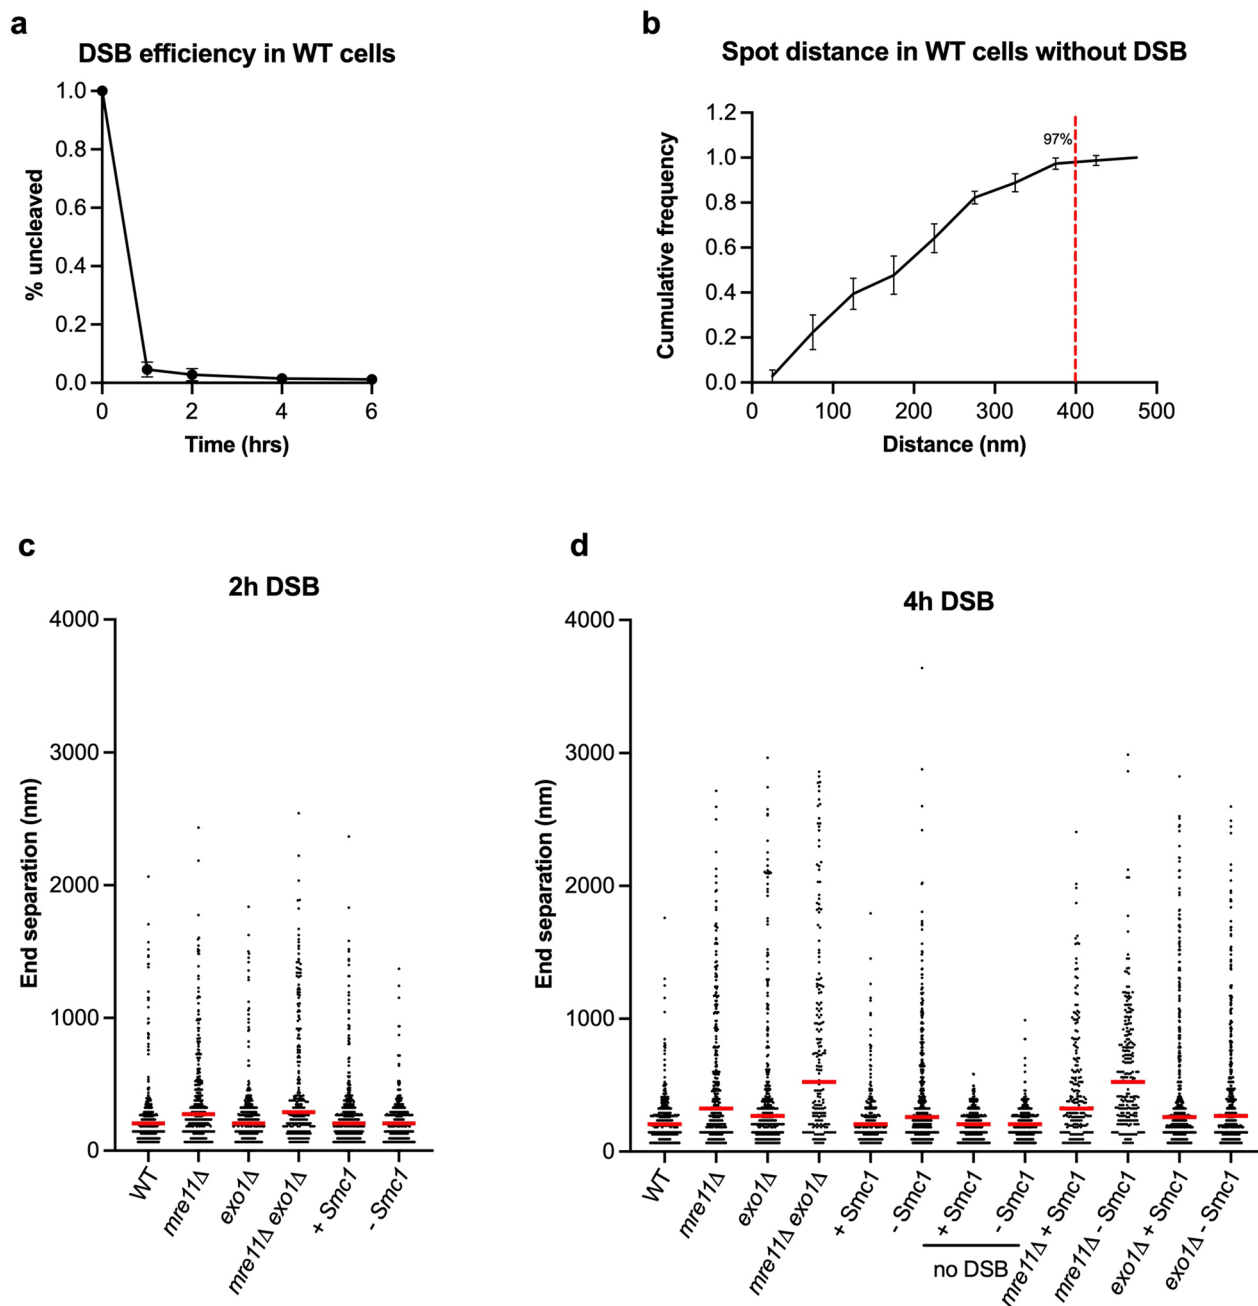 a
DSB efficiency in WT cells
% uncleaved
1.0
0.8
0.6
0.4
0.2
0.0
0 2 4 6
Time (hrs)
b
Spot distance in WT cells without DSB
Cumulative frequency
1.2
1.0
0.8
0.6
0.4
0.2
0.0
97%
0 100 200 300 400 500
Distance (nm)
c
2h DSB
End separation (nm)
4000
3000
2000
1000
0
WT
mre11Δ
exo1Δ
mre11Δ exo1Δ
+ Smc1
- Smc1
d
4h DSB
End separation (nm)
4000
3000
2000
1000
0
WT
mre11Δ
exo1Δ
mre11Δ exo1Δ
+ Smc1
- Smc1
+ Smc1
- Smc1
no DSB
mre11Δ + Smc1
mre11Δ - Smc1
exo1Δ + Smc1
exo1Δ - Smc1